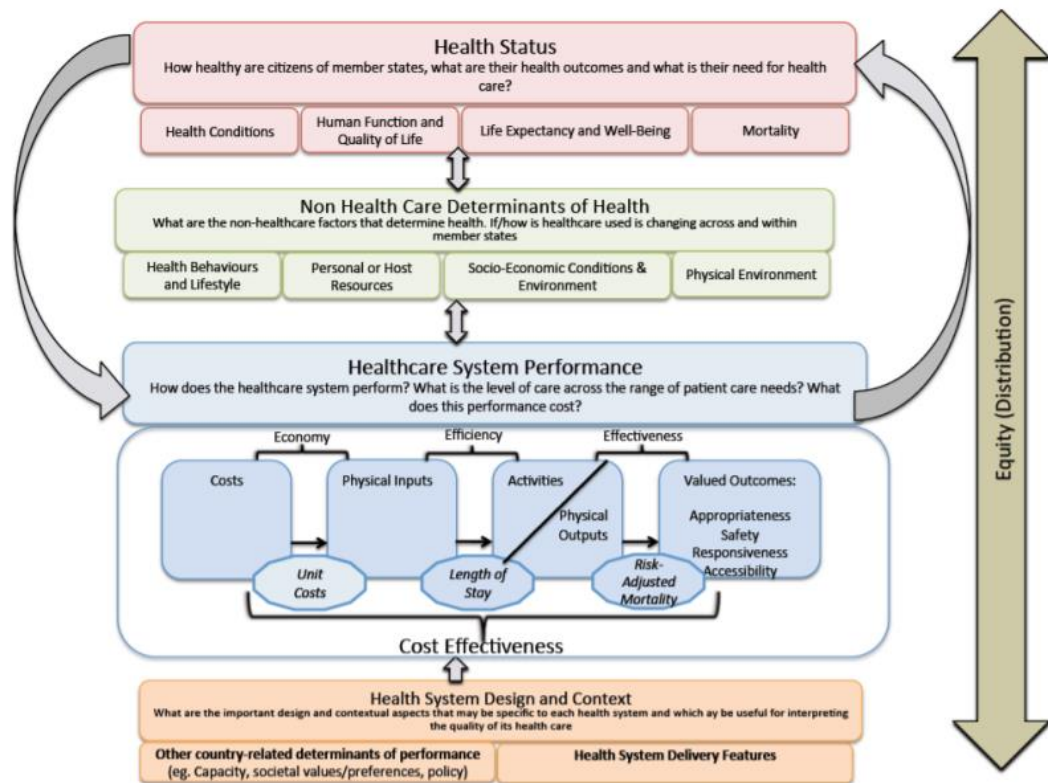 Health Status
How healthy are citizens of member states, what are their health outcomes and what is their need for health
care?
Health Conditions
Human Function and
Quality of Life
Life Expectancy and Well-Being
Mortality
Non Health Care Determinants of Health
What are the non-healthcare factors that determine health. If/how is healthcare used is changing across and within
member states
Health Behaviours
and Lifestyle
Personal or Host
Resources
Socio-Economic Conditions &
Environment
Physical Environment
Healthcare System Performance
How does the healthcare system perform? What is the level of care across the range of patient care needs? What
does this performance cost?
Economy
Efficiency
Effectiveness
Costs
Physical Inputs
Activities
Physical
Outputs
Valued Outcomes:
Appropriateness
Safety
Responsiveness
Accessibility
Unit
Costs
Length of
Stay
Risk-
Adjusted
Mortality
Cost Effectiveness
Health System Design and Context
What are the important design and contextual aspects that may be specific to each health system and which ay be useful for interpreting
the quality of its health care
Other country-related determinants of performance
(eg. Capacity, societal values/preferences, policy)
Health System Delivery Features
Equity (Distribution)